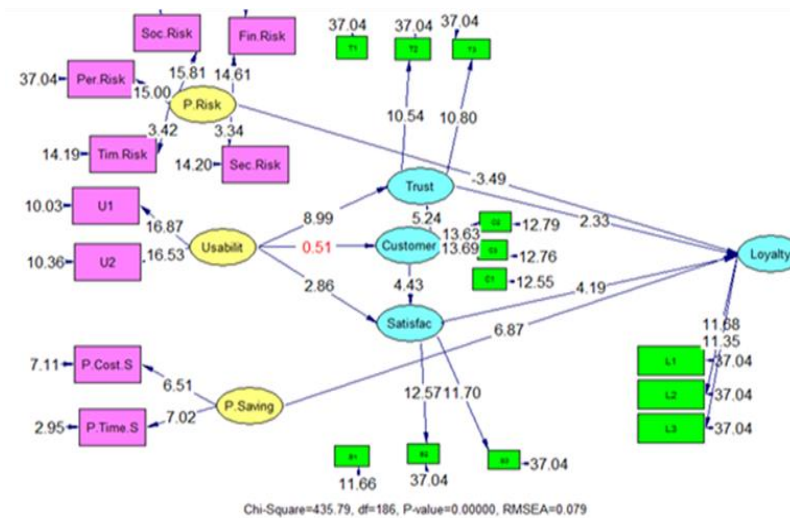 Soc.Risk
Fin.Risk
37.04
37.04
37.04
T1
T2
T3
15.81
14.61
37.04
Per.Risk
15.00
P.Risk
10.54
10.80
3.42
3.34
14.19
Tim.Risk
14.20
Sec.Risk
-3.49
Trust
10.03
U1
16.87
8.99
5.24
2.33
13.63
12.79
Usabilit
0.51
Customer
13.69
12.76
Loyalty
10.36
U2
16.53
C1
12.55
2.86
4.43
4.19
Satisfac
6.87
11.68
11.35
7.11
P.Cost.S
6.51
L1
37.04
12.57
11.70
L2
37.04
P.Saving
7.02
2.95
P.Time.S
L3
37.04
37.04
11.66
37.04
Chi-Square=435.79, df=186, P-value=0.00000, RMSEA=0.079